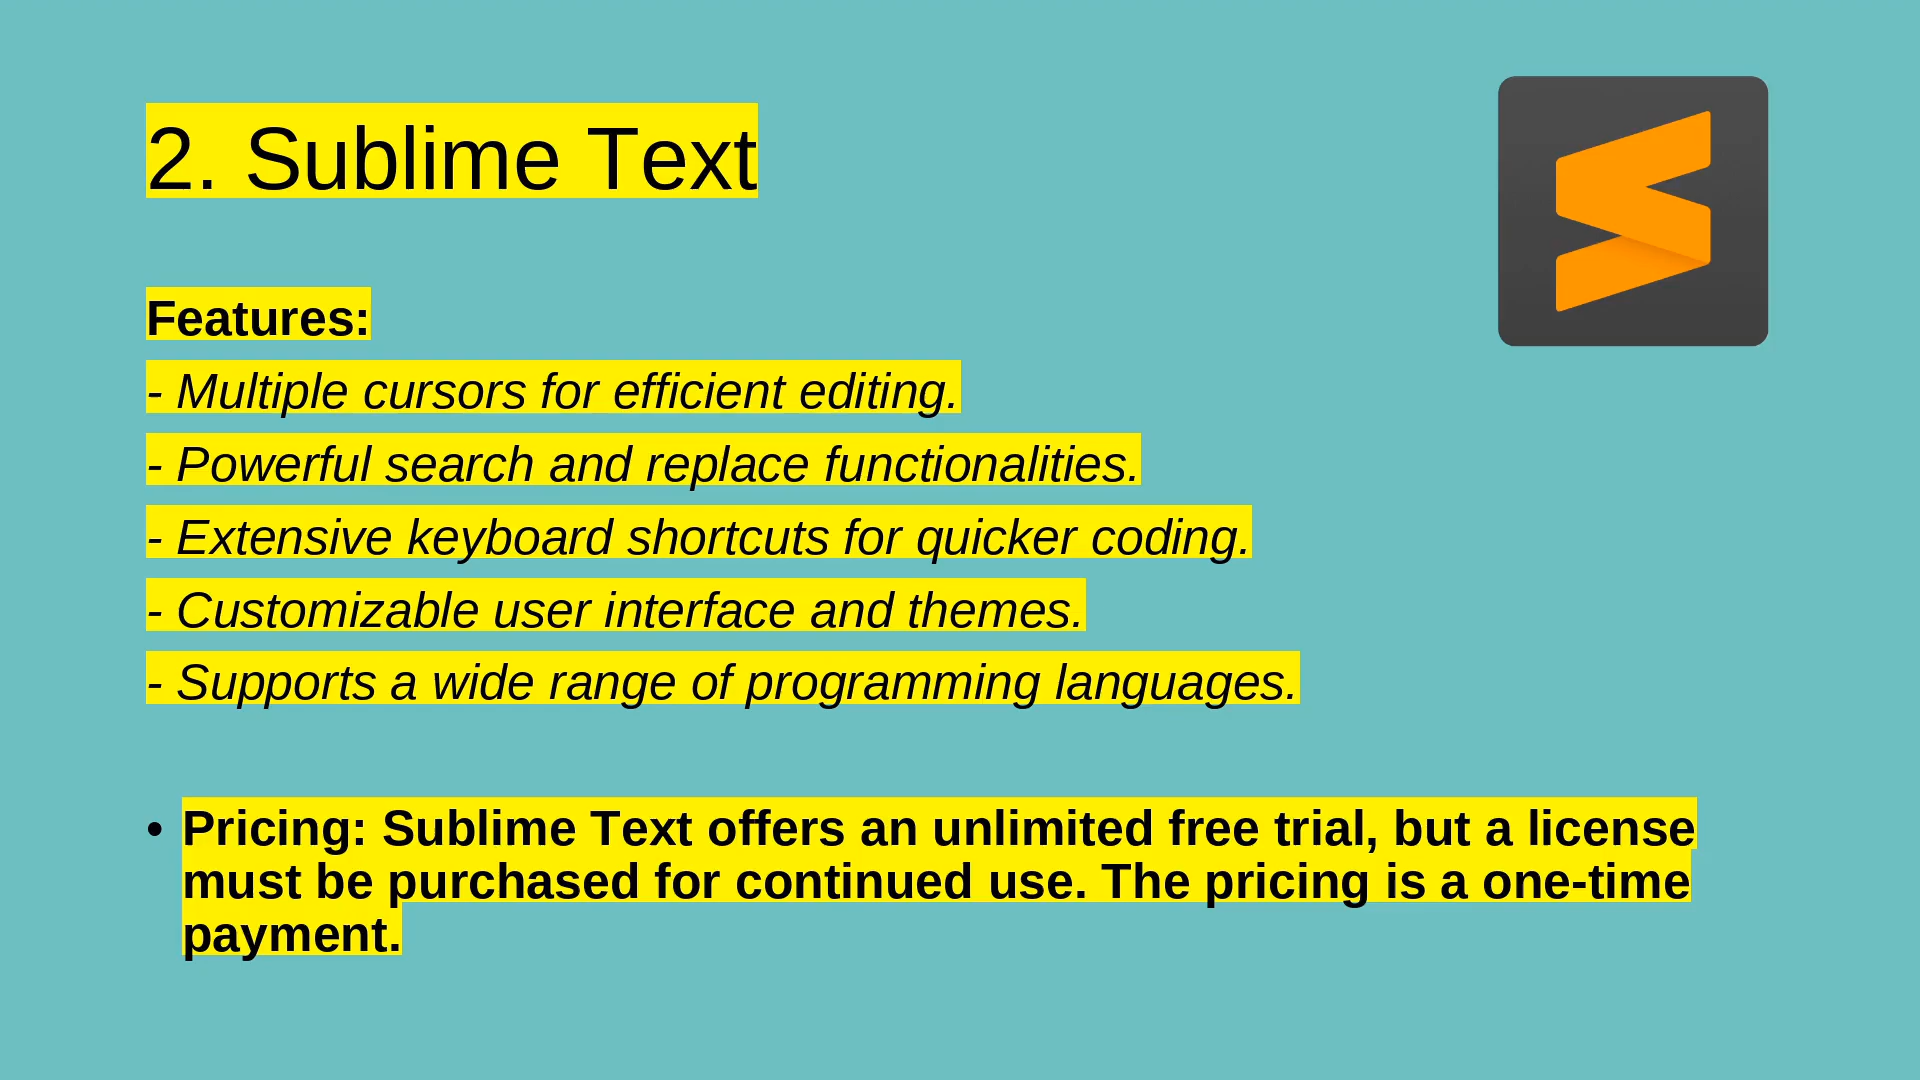 2. Sublime Text
Features:
- Multiple cursors for efficient editing.
- Powerful search and replace functionalities.
- Extensive keyboard shortcuts for quicker coding.
- Customizable user interface and themes.
- Supports a wide range of programming languages.
• Pricing: Sublime Text offers an unlimited free trial, but a license
must be purchased for continued use. The pricing is a one-time
payment.